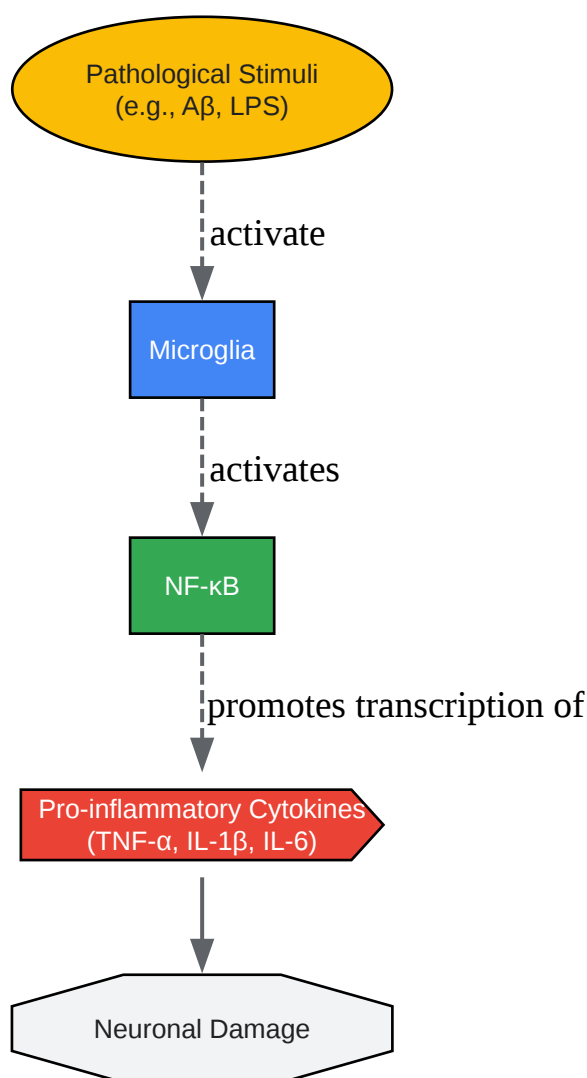 Pathological Stimuli
(e.g., Aβ, LPS)
activate
Microglia
activates
NF-κB
promotes transcription of
Pro-inflammatory Cytokines
(TNF-α, IL-1β, IL-6)
Neuronal Damage